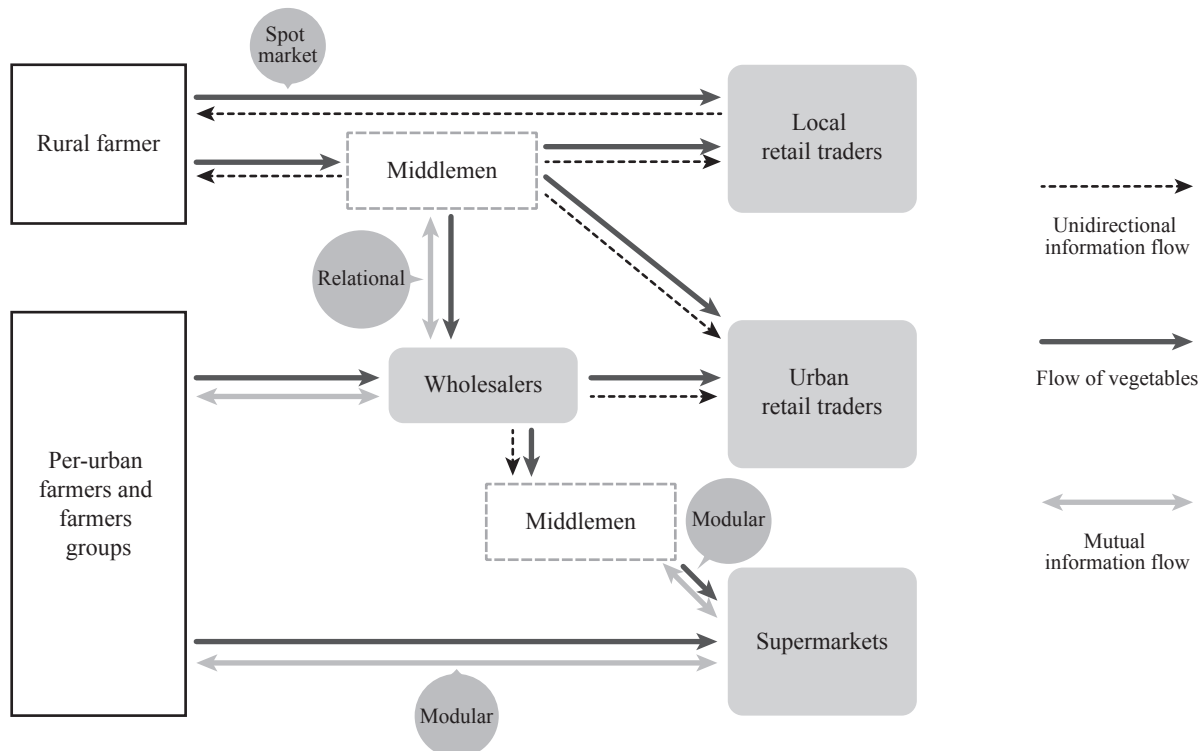 Spot
market
Rural farmer
Middlemen
Local
retail traders
Unidirectional
information flow
Relational
Wholesalers
Urban
retail traders
Flow of vegetables
Per-urban
farmers and
farmers
groups
Middlemen
Modular
Mutual
information flow
Supermarkets
Modular